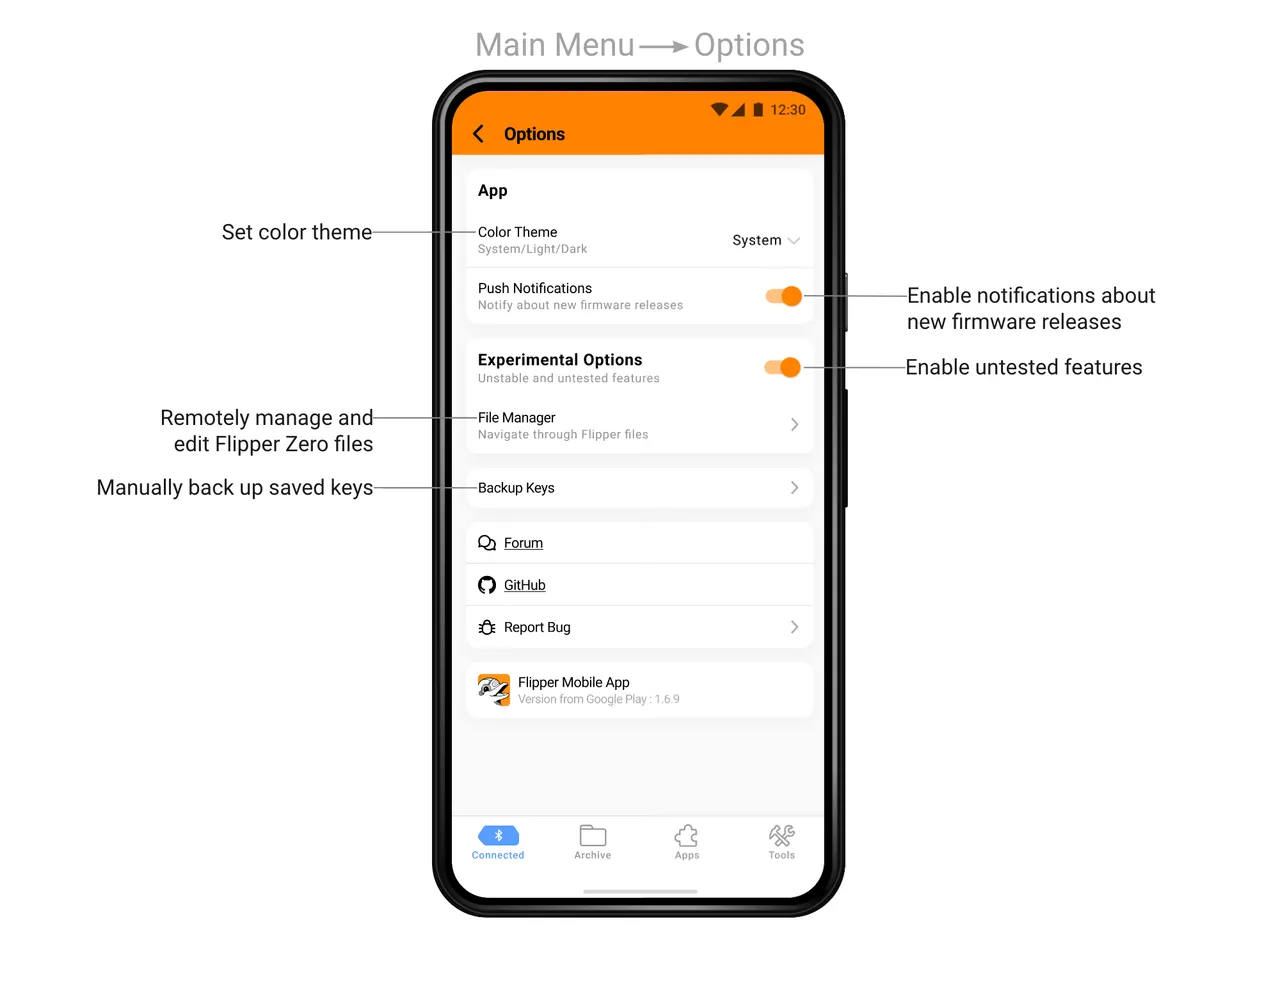 Main Menu → Options
12:30
Options
App
Set color theme
Color Theme
System/Light/Dark
System
Push Notifications
Notify about new firmware releases
Enable notifications about
new firmware releases
Experimental Options
Unstable and untested features
Enable untested features
Remotely manage and
edit Flipper Zero files
File Manager
Navigate through Flipper files
Manually back up saved keys
Backup Keys
Forum
GitHub
Report Bug
Flipper Mobile App
Version from Google Play : 1.6.9
Connected
Archive
Apps
Tools